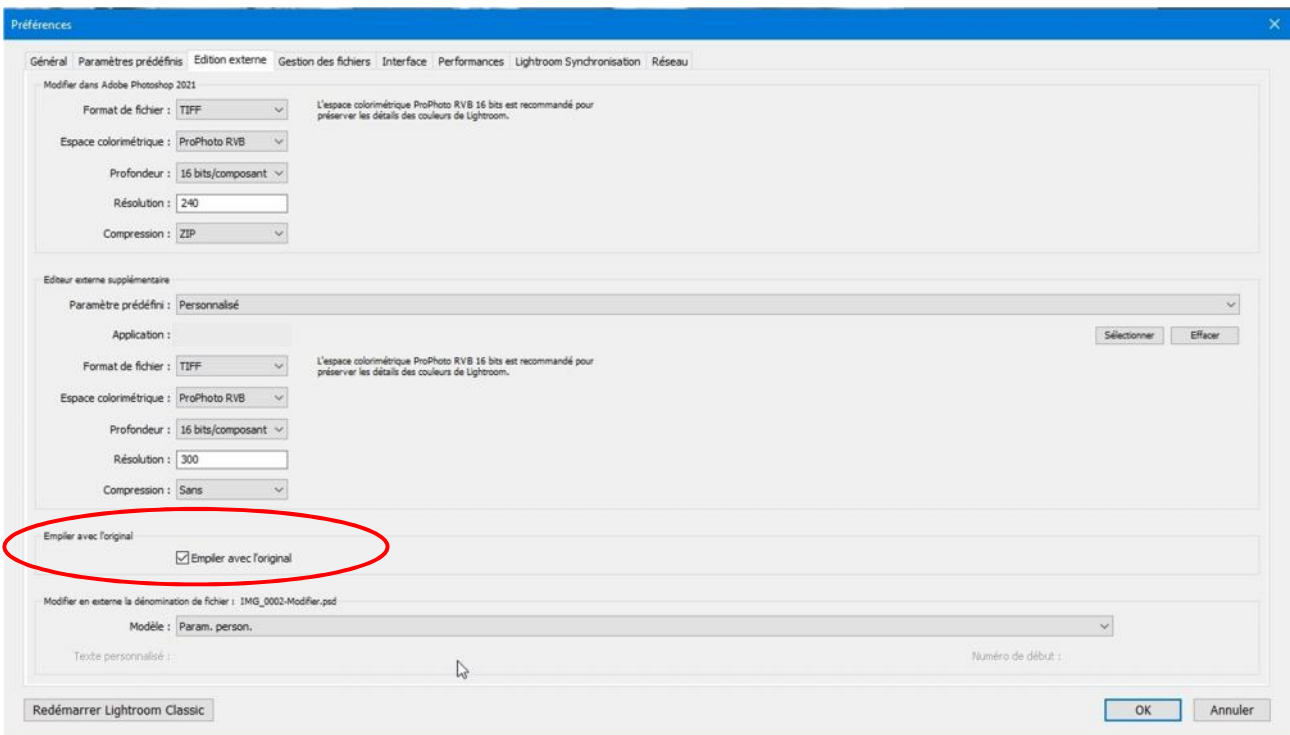 Préférences
Général Paramètres prédéfinis Edition externe Gestion des fichiers Interface Performances Lightroom Synchronisation Réseau
Modifier dans Adobe Photoshop 2021
Format de fichier : TIFF
L'espace colorimétrique ProPhoto RVB 16 bits est recommandé pour
préserver les détails des couleurs de Lightroom.
Espace colorimétrique : ProPhoto RVB
Profondeur : 16 bits/composant
Résolution : 240
Compression : ZIP
Editeur externe supplémentaire
Paramètre prédéfini : Personnalisé
Application : Sélectionner Effacer
Format de fichier : TIFF
L'espace colorimétrique ProPhoto RVB 16 bits est recommandé pour
préserver les détails des couleurs de Lightroom.
Espace colorimétrique : ProPhoto RVB
Profondeur : 16 bits/composant
Résolution : 300
Compression : Sans
Empiler avec l'original
Empiler avec l'original
Modifier en externe la dénomination de fichier : IMG_0002-Modifier.psd
Modèle : Param. person.
Texte personnalisé : Numéro de début :
Redémarrer Lightroom Classic OK Annuler